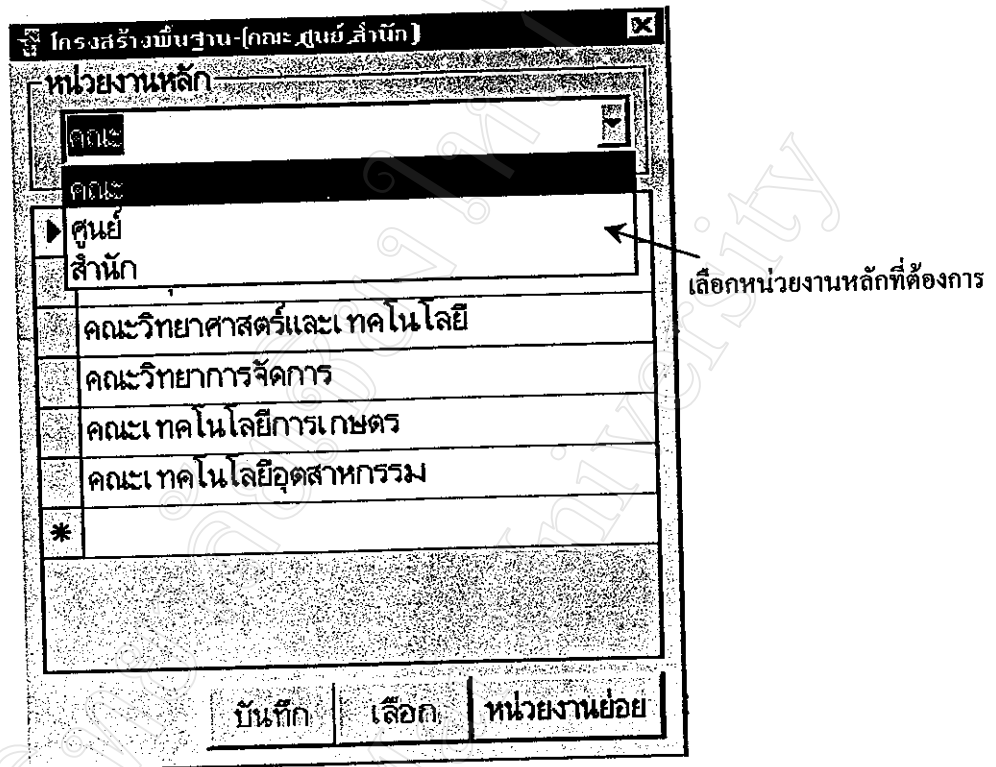 โครงสร้างพื้นฐาน-[คณะ,ศูนย์,สำนัก]
หน่วยงานหลัก
คณะ
คณะ
ศูนย์
สำนัก
เลือกหน่วยงานหลักที่ต้องการ
คณะวิทยาศาสตร์และเทคโนโลยี
คณะวิทยาการจัดการ
คณะเทคโนโลยีการเกษตร
คณะเทคโนโลยีอุตสาหกรรม
*
บันทึก เลือก หน่วยงานย่อย
University